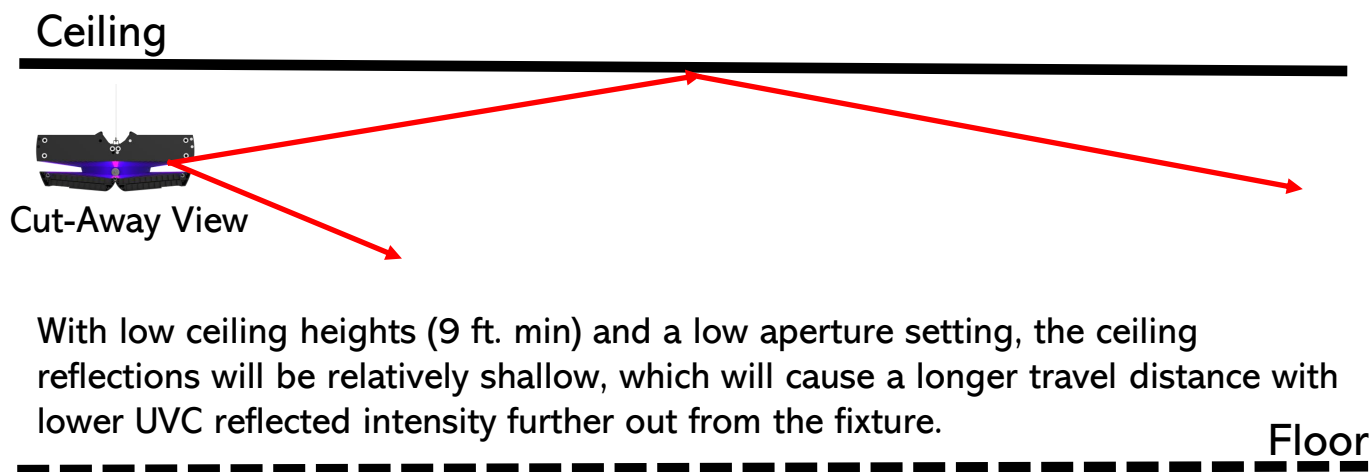 Ceiling
Cut-Away View
With low ceiling heights (9 ft. min) and a low aperture setting, the ceiling
reflections will be relatively shallow, which will cause a longer travel distance with
lower UVC reflected intensity further out from the fixture.
Floor